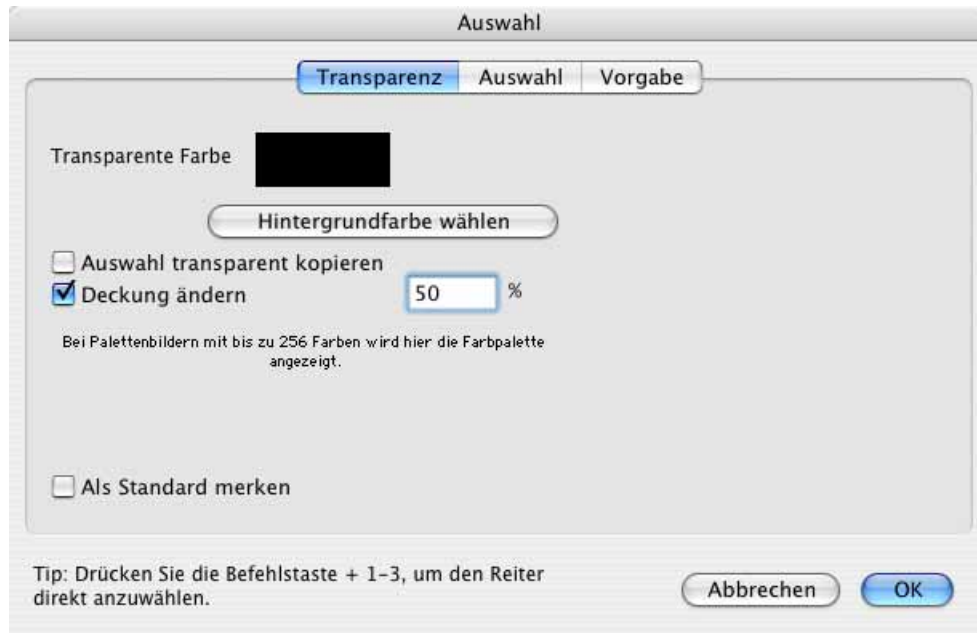 Auswahl
Transparenz Auswahl Vorgabe
Transparente Farbe
Hintergrundfarbe wählen
Auswahl transparent kopieren
Deckung ändern 50 %
Bei Palettenbildern mit bis zu 256 Farben wird hier die Farbpalette
angezeigt.
Als Standard merken
Tip: Drücken Sie die Befehlstaste + 1-3, um den Reiter
direkt anzuwählen.
Abbrechen OK